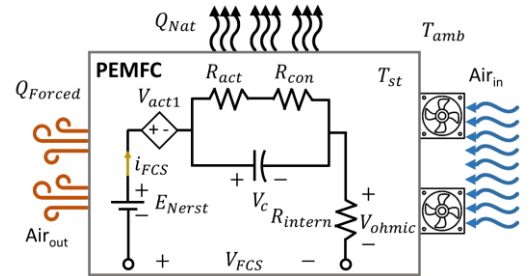 Q_Nat
T_amb
PEMFC
R_act
R_con
T_st
Air_in
Q_Forced
V_act1
+ -
i_FCS
+ −
V_c
+
−
E_Nerst
R_intern
+
V_ohmic
−
Air_out
+ V_FCS −